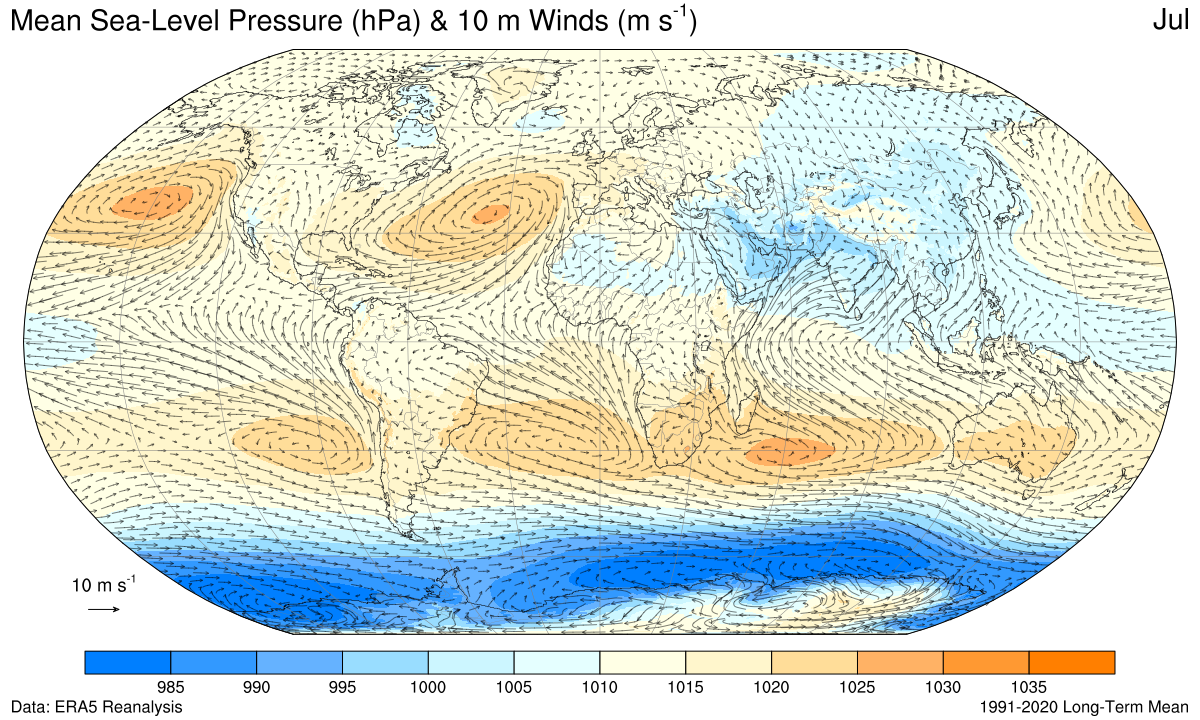 Mean Sea-Level Pressure (hPa) & 10 m Winds (m s⁻¹) Jul
10 m s⁻¹
985 990 995 1000 1005 1010 1015 1020 1025 1030 1035
Data: ERA5 Reanalysis 1991-2020 Long-Term Mean